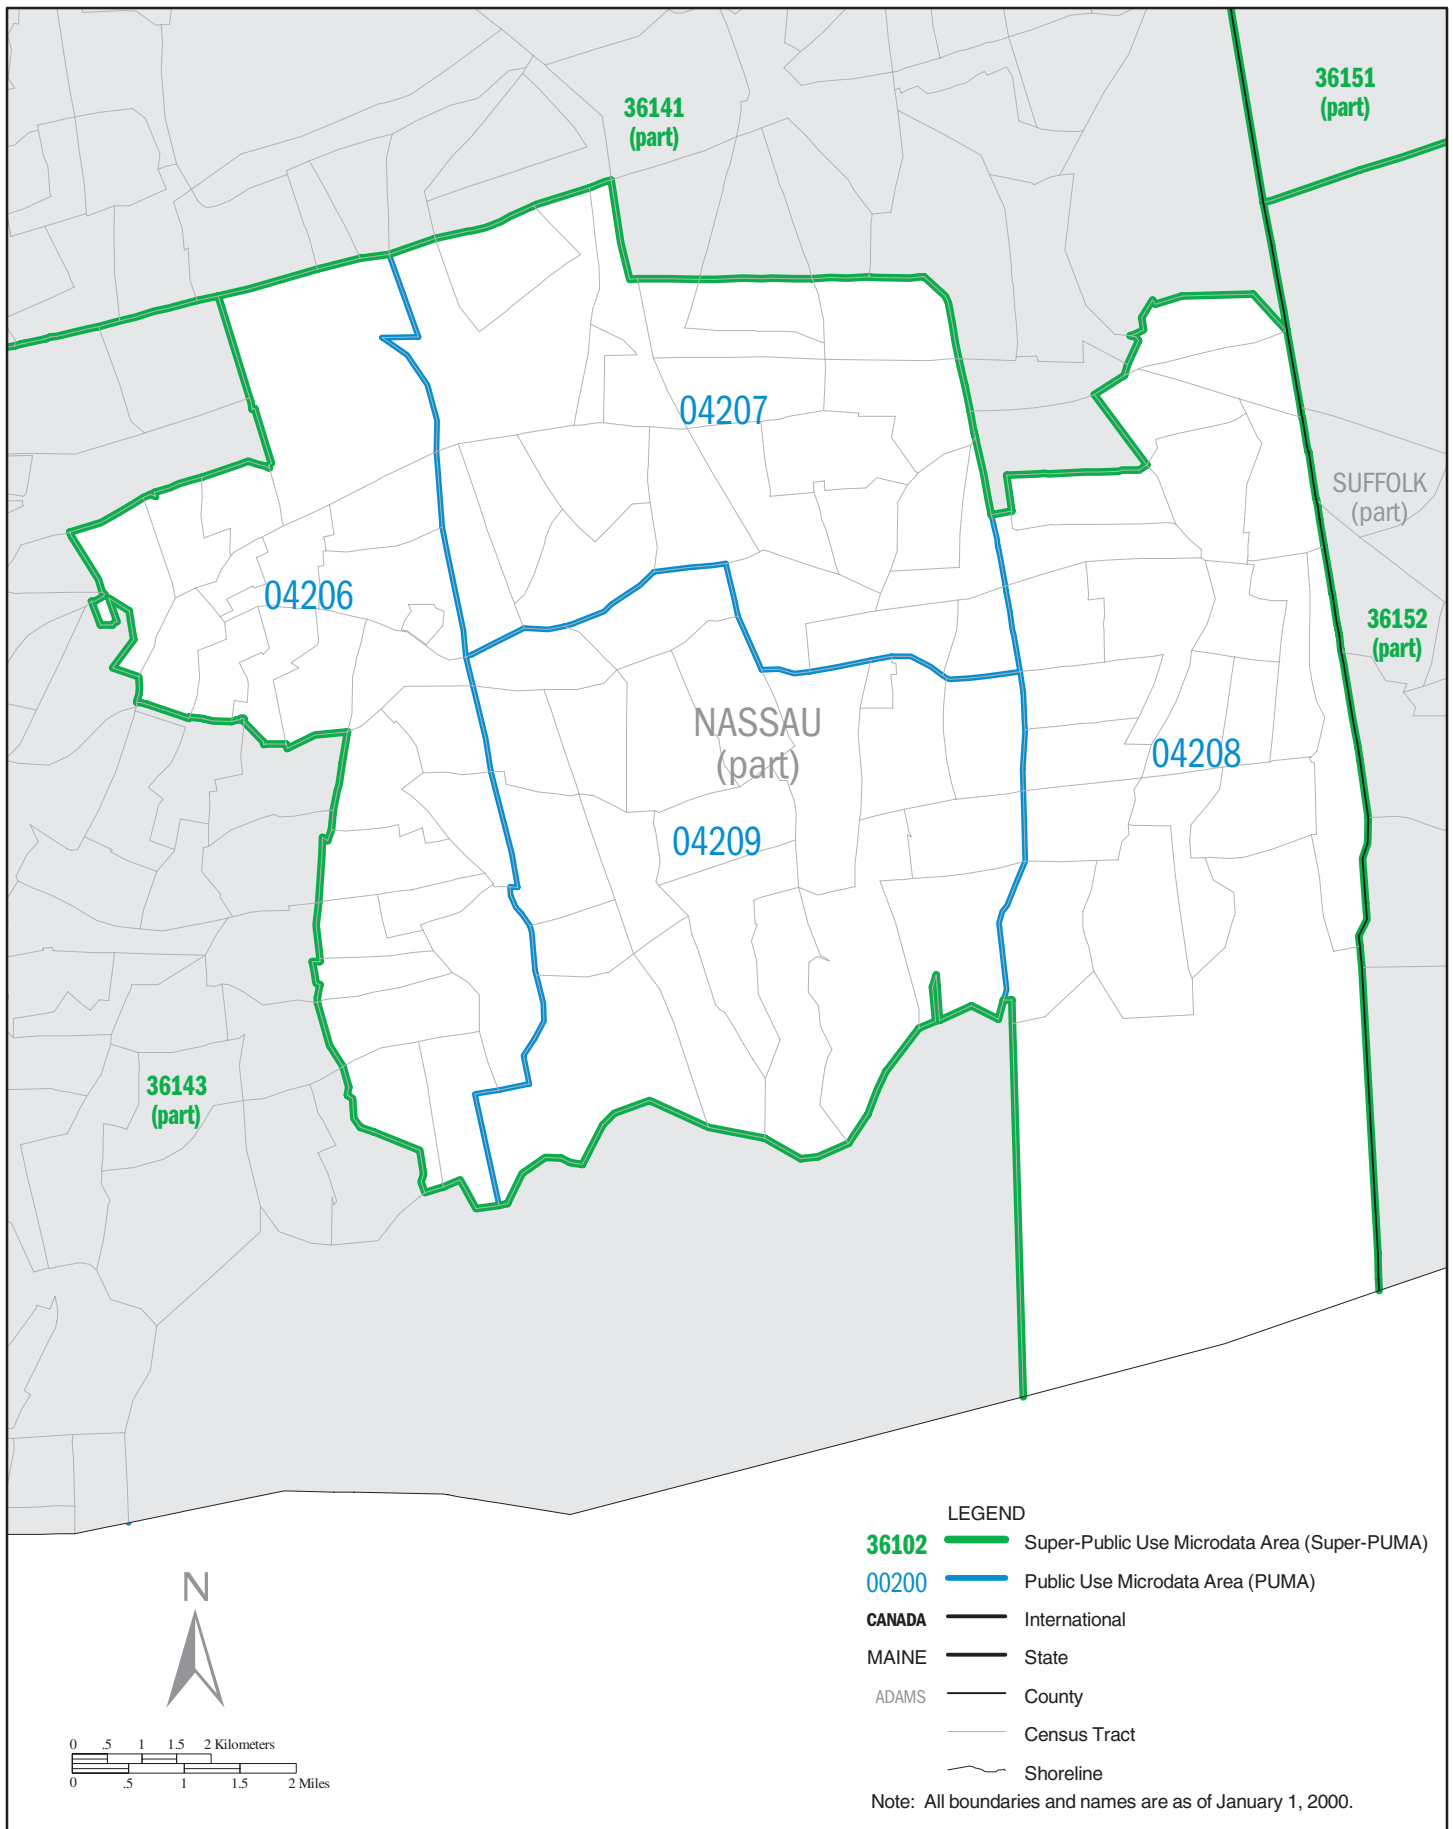 36151
(part)
36141
(part)
04207
SUFFOLK
(part)
04206
36152
(part)
NASSAU
(part)
04208
04209
36143
(part)
LEGEND
36102 Super-Public Use Microdata Area (Super-PUMA)
00200 Public Use Microdata Area (PUMA)
CANADA International
MAINE State
ADAMS County
Census Tract
Shoreline
Note: All boundaries and names are as of January 1, 2000.
N
0 .5 1 1.5 2 Kilometers
0 .5 1 1.5 2 Miles